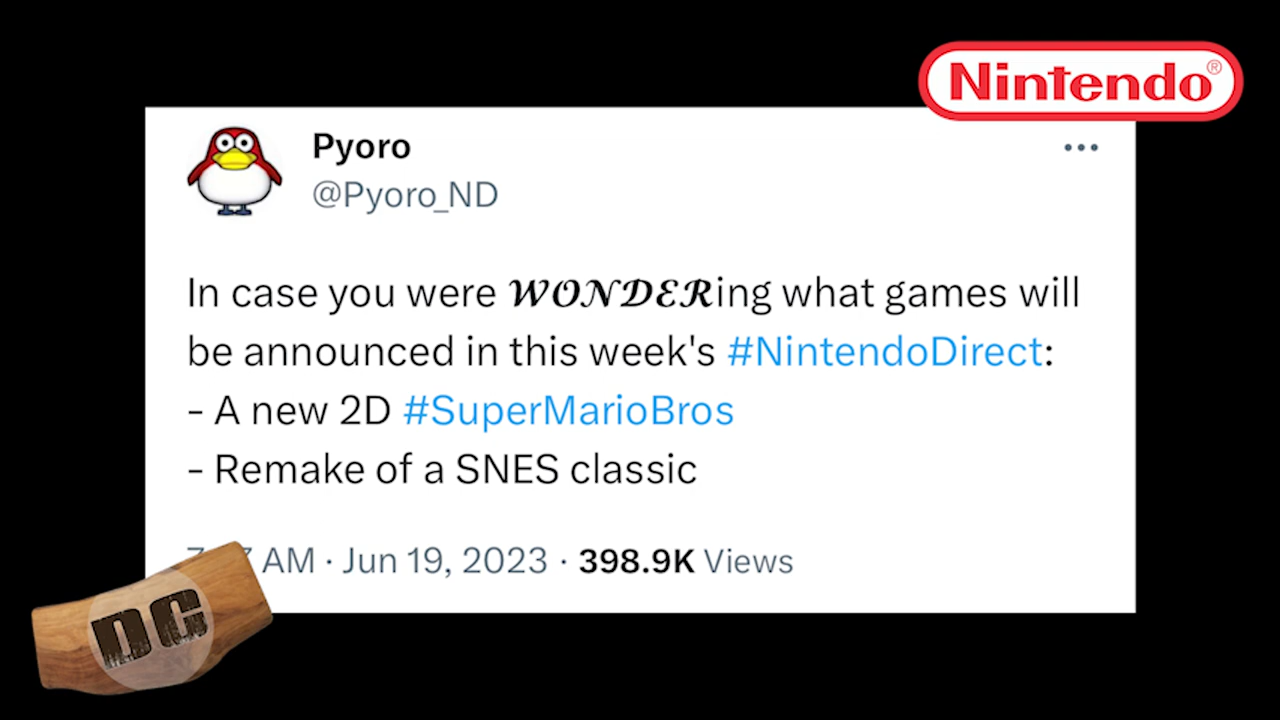 Nintendo®
Pyoro
@Pyoro_ND
In case you were 𝓦𝓞𝓝𝓓𝓔𝓡ing what games will
be announced in this week's #NintendoDirect:
- A new 2D #SuperMarioBros
- Remake of a SNES classic
AM · Jun 19, 2023 · 398.9K Views
DC